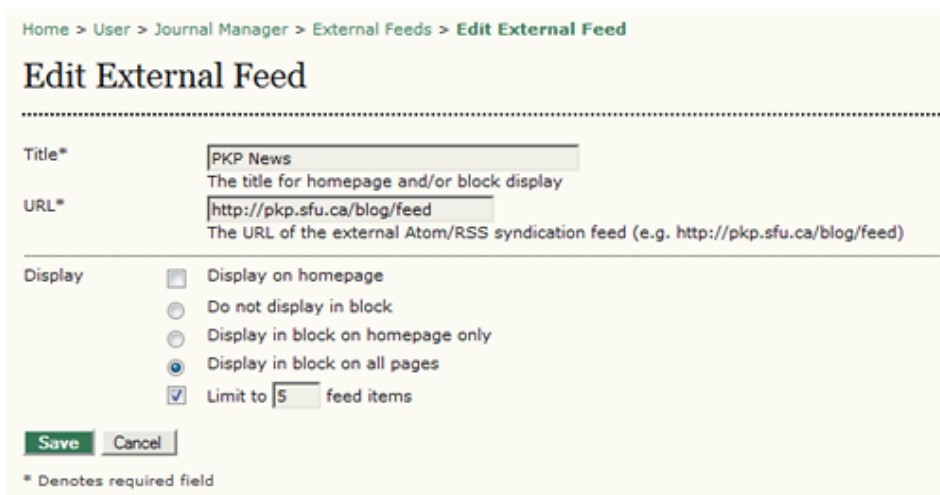 Home > User > Journal Manager > External Feeds > Edit External Feed
Edit External Feed
Title* PKP News
The title for homepage and/or block display
URL* http://pkp.sfu.ca/blog/feed
The URL of the external Atom/RSS syndication feed (e.g. http://pkp.sfu.ca/blog/feed)
Display Display on homepage
Do not display in block
Display in block on homepage only
Display in block on all pages
Limit to 5 feed items
Save Cancel
* Denotes required field